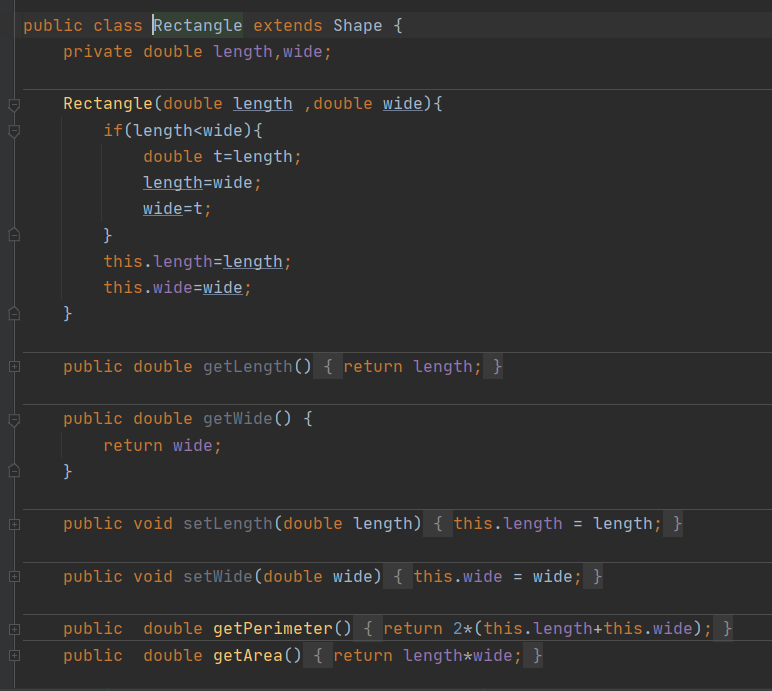 public class Rectangle extends Shape {
private double length,wide;
Rectangle(double length ,double wide){
if(length<wide){
double t=length;
length=wide;
wide=t;
}
this.length=length;
this.wide=wide;
}
public double getLength() { return length; }
public double getWide() {
return wide;
}
public void setLength(double length) { this.length = length; }
public void setWide(double wide) { this.wide = wide; }
public  double getPerimeter() { return 2*(this.length+this.wide); }
public  double getArea() { return length*wide; }